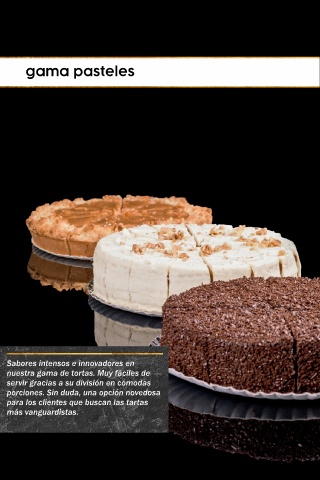 gama pasteles
Sabores intensos e innovadores en
nuestra gama de tortas. Muy fáciles de
servir gracias a su división en cómodas
porciones. Sin duda, una opción novedosa
para los clientes que buscan las tartas
más vanguardistas.